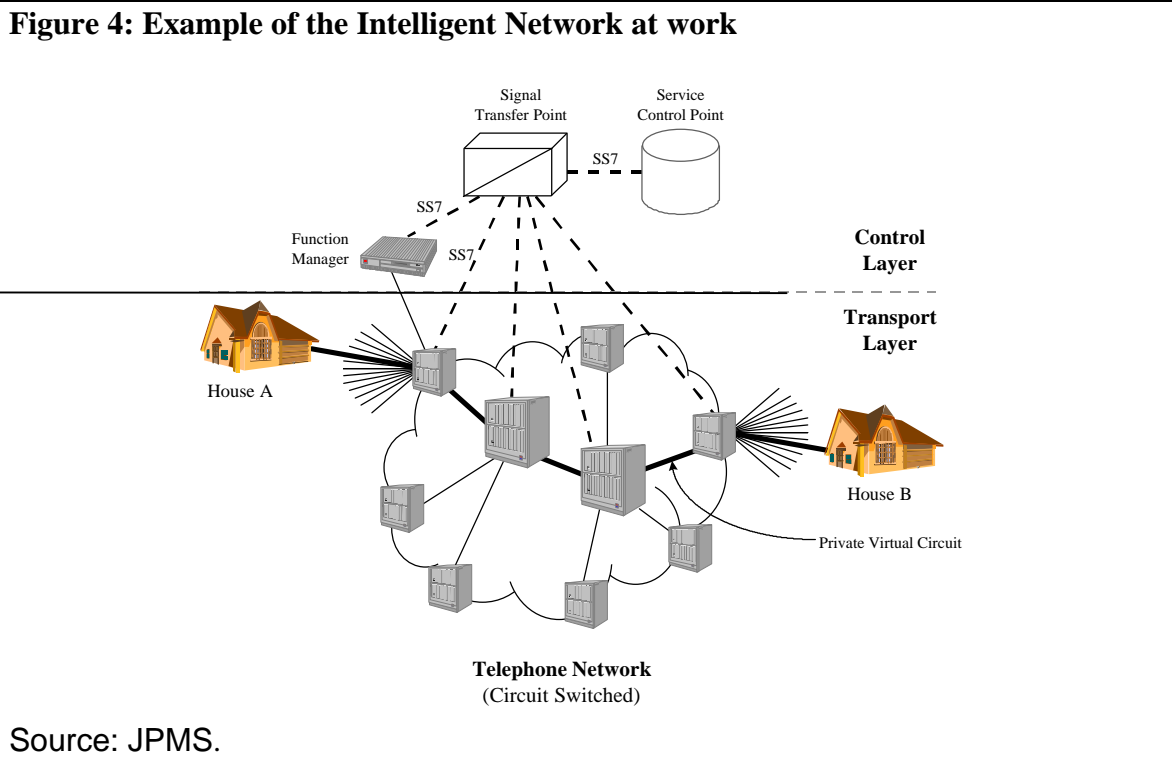 Figure 4: Example of the Intelligent Network at work
Signal
Transfer Point
Service
Control Point
SS7
SS7
Function
Manager
SS7
Control
Layer
Transport
Layer
House A
House B
Private Virtual Circuit
Telephone Network
(Circuit Switched)
Source: JPMS.